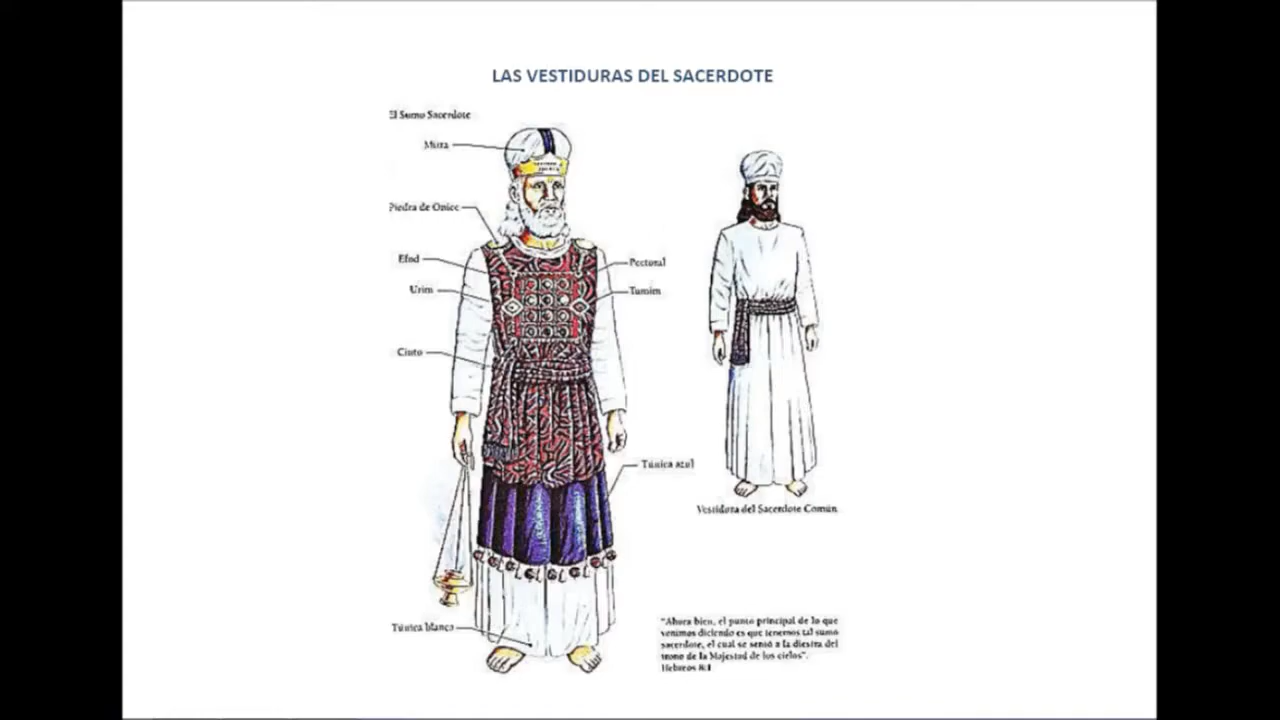 LAS VESTIDURAS DEL SACERDOTE
El Sumo Sacerdote
Mitra
Piedra de Onice
Efod
Pectoral
Urim
Tumim
Cinto
Túnica azul
Vestidura del Sacerdote Común
Túnica blanca
"Ahora bien, el punto principal de lo que
venimos diciendo es que tenemos tal sumo
sacerdote, el cual se sentó a la diestra del
trono de la Majestad de los cielos".
Hebreos 8:1